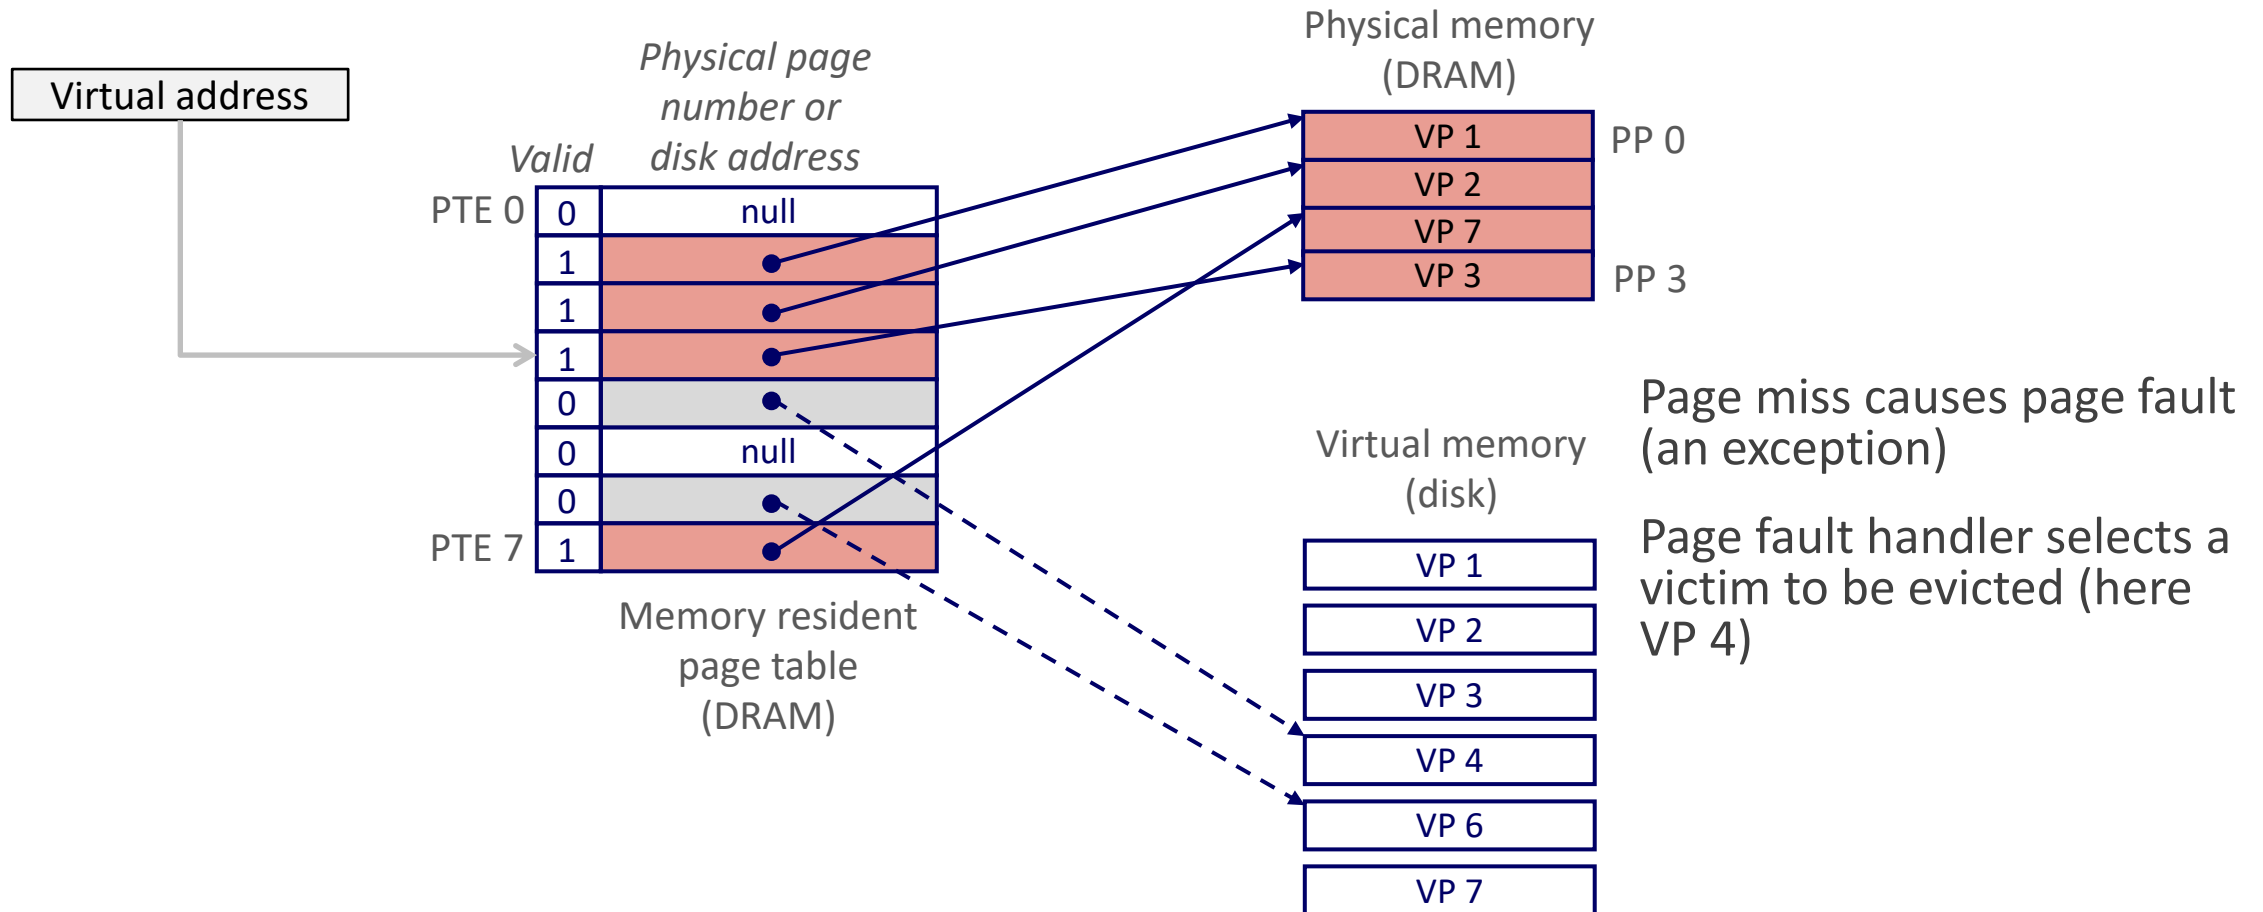 Virtual address
Physical page
number or
disk address
Valid
PTE 0
0
null
1
1
1
0
0
null
0
PTE 7
1
Memory resident
page table
(DRAM)
Physical memory
(DRAM)
VP 1
PP 0
VP 2
VP 7
VP 3
PP 3
Virtual memory
(disk)
VP 1
VP 2
VP 3
VP 4
VP 6
VP 7
Page miss causes page fault
(an exception)
Page fault handler selects a
victim to be evicted (here
VP 4)